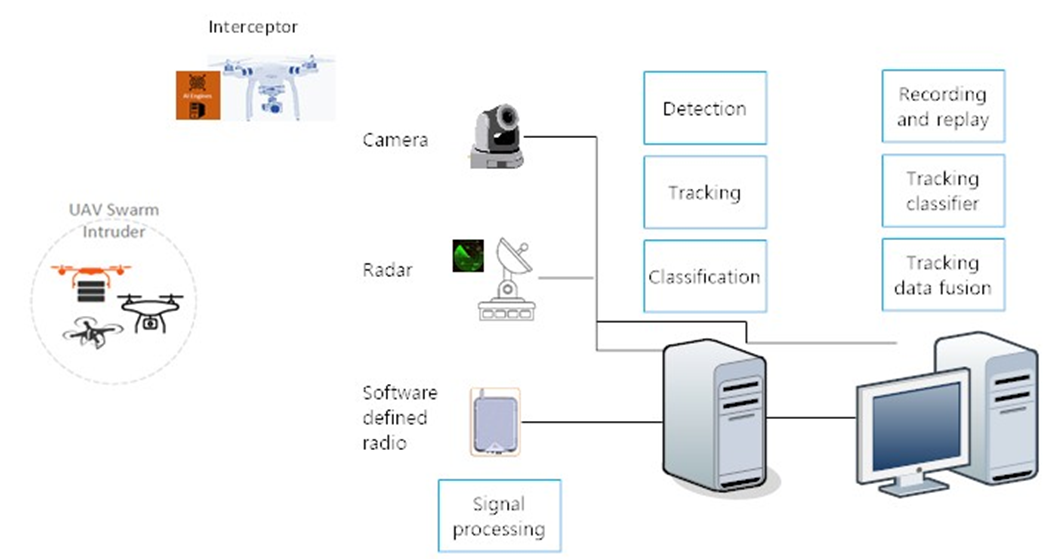 Interceptor
AI Engines
Camera
Detection
Recording
and replay
Tracking
Tracking
classifier
UAV Swarm
Intruder
Radar
Classification
Tracking
data fusion
Software
defined
radio
Signal
processing